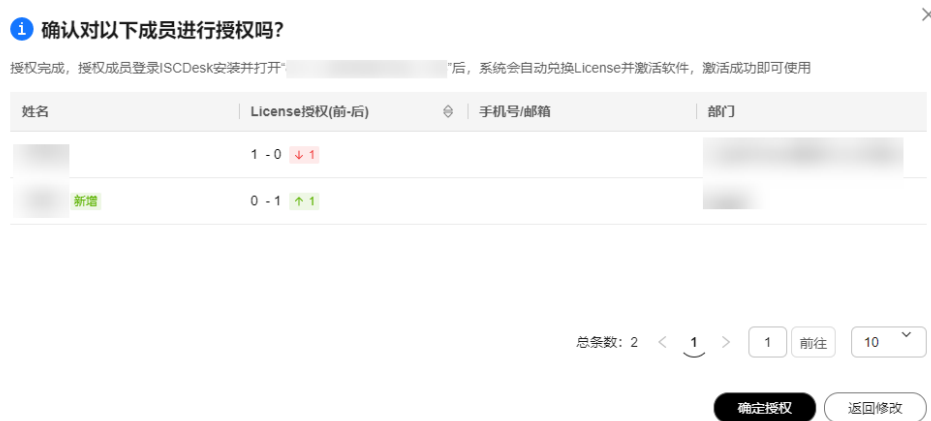 确认对以下成员进行授权吗?
授权完成，授权成员登录ISCDesk安装并打开“ ”后，系统会自动兑换License并激活软件，激活成功即可使用
姓名 License授权(前-后) 手机号/邮箱 部门
1 - 0 ↓ 1
新增 0 - 1 ↑ 1
总条数：2 < 1 > 1 前往 10
确定授权 返回修改